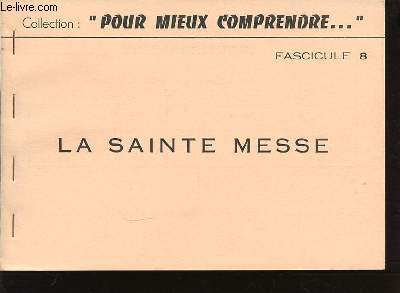 Le-livre.com
Collection : "POUR MIEUX COMPRENDRE..."
FASCICULE 8
LA SAINTE MESSE